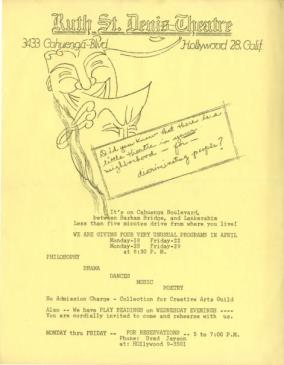 Ruth St. Denis Theatre
3433 Cahuenga Blvd. Hollywood 28. Calif.
Did you know that there is a
little theatre in your
neighborhood - for -
discriminating people?
It's on Cahuenga Boulevard,
between Barham Bridge, and Lankershim
Less than five minutes drive from where you live!
WE ARE GIVING FOUR VERY UNUSUAL PROGRAMS IN APRIL
Monday-18 Friday-22
Monday-25 Friday-29
at 8:30 P. M.
PHILOSOPHY
DRAMA
DANCES
MUSIC
POETRY
No Admission Charge - Collection for Creative Arts Guild
Also -- We have PLAY READINGS on WEDNESDAY EVENINGS ----
You are cordially invited to come and rehearse with us.
MONDAY thru FRIDAY -- FOR RESERVATIONS -- 5 to 7:00 P.M.
Phone: Brad Jayson
at: HOllywood 9-3501